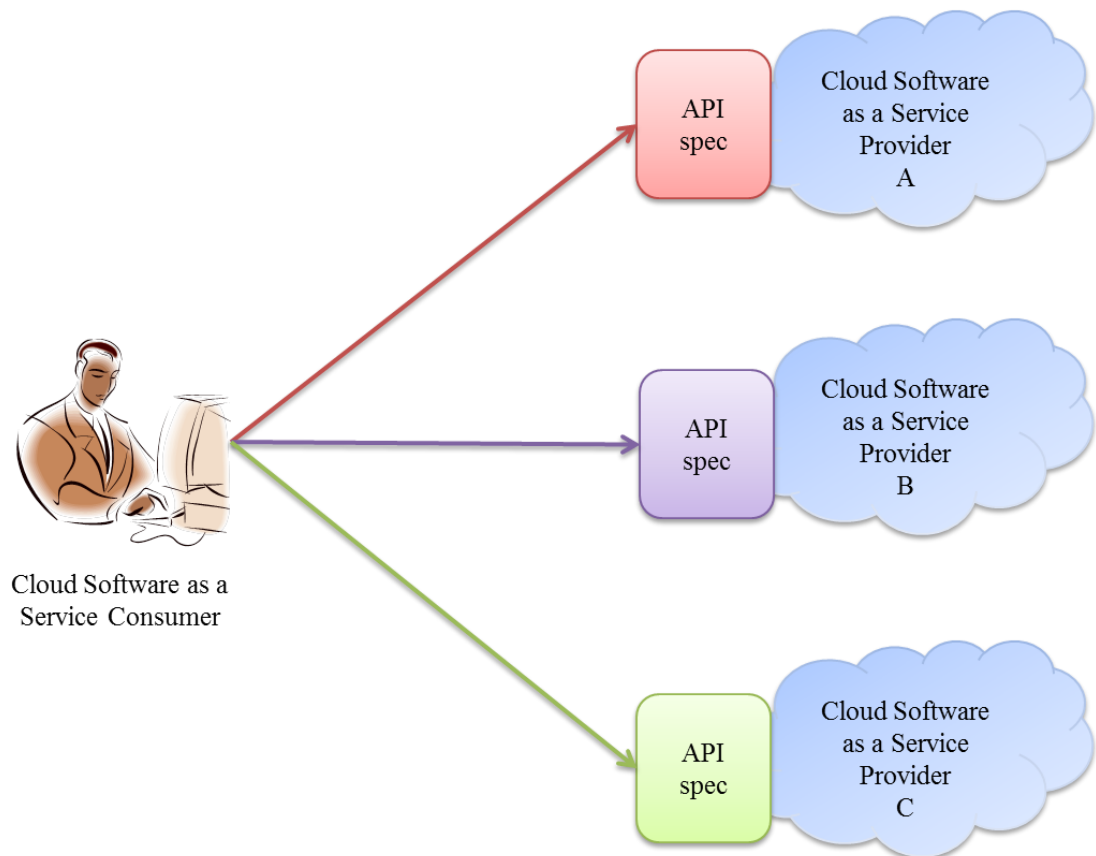 API
spec
Cloud Software
as a Service
Provider
A
API
spec
Cloud Software
as a Service
Provider
B
Cloud Software as a
Service Consumer
API
spec
Cloud Software
as a Service
Provider
C